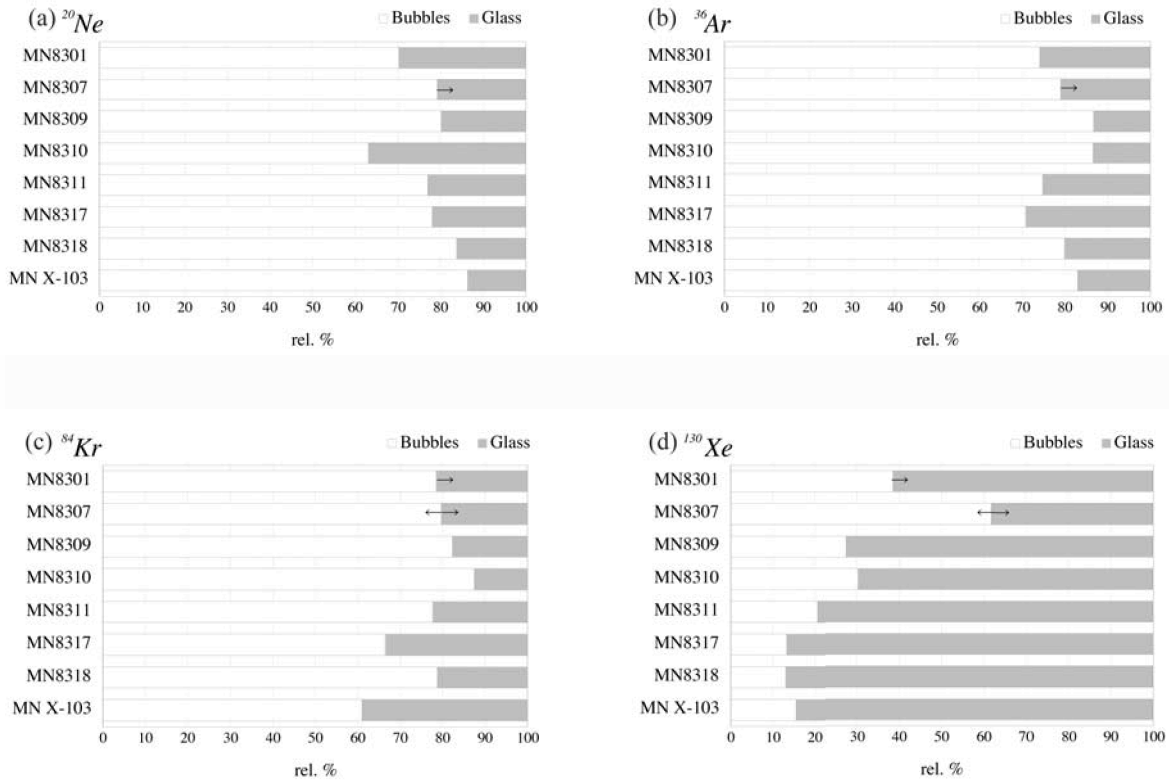 (a) ²⁰Ne
Bubbles Glass
MN8301
MN8307
MN8309
MN8310
MN8311
MN8317
MN8318
MN X-103
0 10 20 30 40 50 60 70 80 90 100
rel. %
(b) ³⁶Ar
Bubbles Glass
MN8301
MN8307
MN8309
MN8310
MN8311
MN8317
MN8318
MN X-103
0 10 20 30 40 50 60 70 80 90 100
rel. %
(c) ⁸⁴Kr
Bubbles Glass
MN8301
MN8307
MN8309
MN8310
MN8311
MN8317
MN8318
MN X-103
0 10 20 30 40 50 60 70 80 90 100
rel. %
(d) ¹³⁰Xe
Bubbles Glass
MN8301
MN8307
MN8309
MN8310
MN8311
MN8317
MN8318
MN X-103
0 10 20 30 40 50 60 70 80 90 100
rel. %